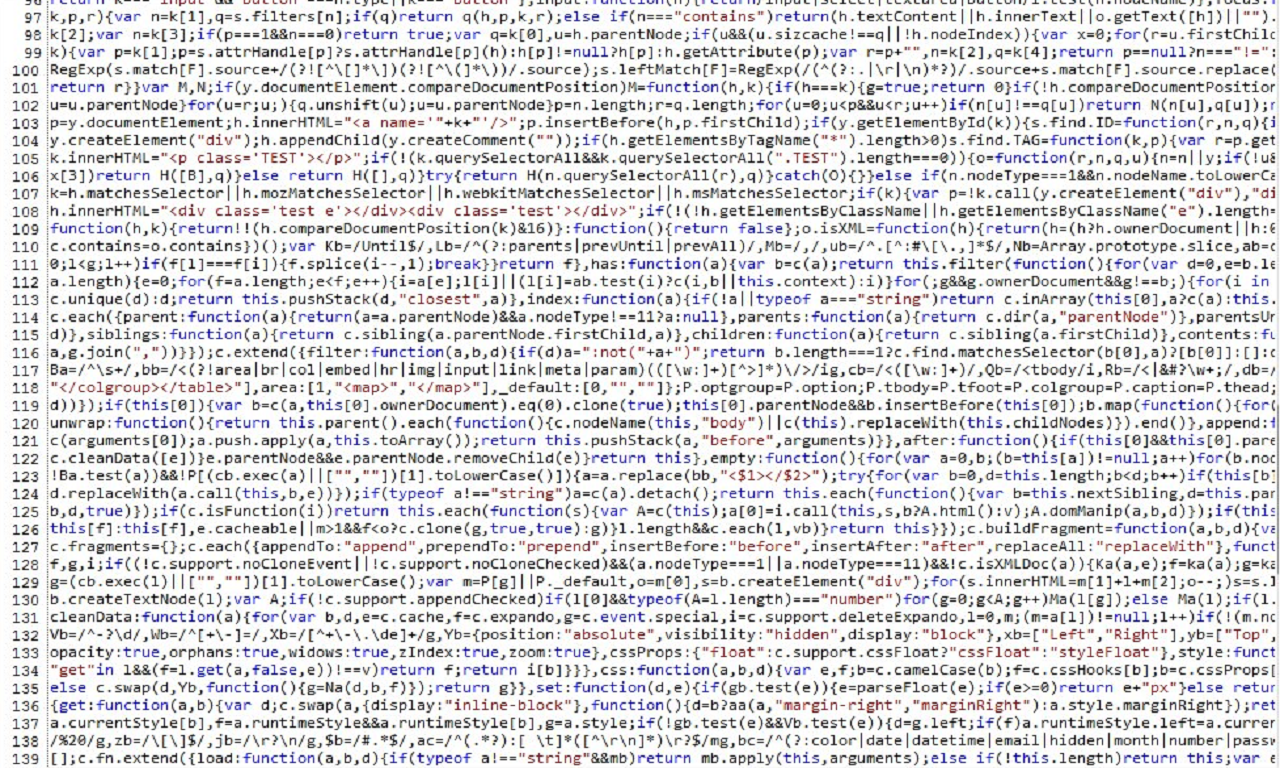 97 k,p,r){var n=k[1],q=s.filters[n];if(q)return q(h,p,k,r);else if(n==="contains")return(h.textContent||h.innerText||o.getText([h])||"").
98 k[2];var n=k[3];if(p===1&&n===0)return true;var q=k[0],u=h.parentNode;if(u&&(u.sizcache!==q||!h.nodeIndex)){var x=0;for(r=u.firstChild
99 k){var p=k[1];p=s.attrHandle[p]?s.attrHandle[p](h):h[p]!=null?h[p]:h.getAttribute(p);var r=p+"",n=k[2],q=k[4];return p==null?n==="!=":
100 RegExp(s.match[F].source+/(?![^\[]*\])(?![^\(]*\))/.source);s.leftMatch[F]=RegExp(/(^(?:.|\r|\n)*?)/.source+s.match[F].source.replace(
101 return r}}var M,N;if(y.documentElement.compareDocumentPosition)M=function(h,k){if(h===k){g=true;return 0}if(!h.compareDocumentPosition
102 u=u.parentNode}for(u=r;u;){q.unshift(u);u=u.parentNode}p=n.length;r=q.length;for(u=0;u<p&&u<r;u++)if(n[u]!==q[u])return N(n[u],q[u]);
103 p=y.documentElement;h.innerHTML="<a name='"+k+"'/>";p.insertBefore(h,p.firstChild);if(y.getElementById(k)){s.find.ID=function(r,n,q){i
104 y.createElement("div");h.appendChild(y.createComment(""));if(h.getElementsByTagName("*").length>0)s.find.TAG=function(k,p){var r=p.get
105 k.innerHTML="<p class='TEST'></p>";if(!(k.querySelectorAll&&k.querySelectorAll(".TEST").length===0)){o=function(r,n,q,u){n=n||y;if(!u&
106 x[3])return H([B],q)}else return H([],q)}try{return H(n.querySelectorAll(r),q)}catch(O){}}else if(n.nodeType===1&&n.nodeName.toLowerCa
107 k=h.matchesSelector||h.mozMatchesSelector||h.webkitMatchesSelector||h.msMatchesSelector;if(k){var p=!k.call(y.createElement("div"),"di
108 h.innerHTML="<div class='test e'></div><div class='test'></div>";if(!(!h.getElementsByClassName||h.getElementsByClassName("e").length=
109 function(h,k){return!!(h.compareDocumentPosition(k)&16)}:function(){return false};o.isXML=function(h){return(h=(h?h.ownerDocument||h:0
110 c.contains=o.contains})();var Kb=/Until$/,Lb=/^(?:parents|prevUntil|prevAll)/,Mb=/,/,ub=/^.[^:#\[\.,]*$/,Nb=Array.prototype.slice,ab=c
111 0;l<g;l++)if(f[l]===f[i]){f.splice(i--,1);break}}return f},has:function(a){var b=c(a);return this.filter(function(){for(var d=0,e=b.le
112 a.length){e=0;for(f=a.length;e<f;e++){i=a[e];l[i]||(l[i]=ab.test(i)?c(i,b||this.context):i)}for(;g&&g.ownerDocument&&g!==b;){for(i in
113 c.unique(d):d;return this.pushStack(d,"closest",a)},index:function(a){if(!a||typeof a==="string")return c.inArray(this[0],a?c(a):this.
114 c.each({parent:function(a){return(a=a.parentNode)&&a.nodeType!==11?a:null},parents:function(a){return c.dir(a,"parentNode")},parentsUn
115 d)},siblings:function(a){return c.sibling(a.parentNode.firstChild,a)},children:function(a){return c.sibling(a.firstChild)},contents:fu
116 a,g.join(","))}});c.extend({filter:function(a,b,d){if(d)a=":not("+a+")";return b.length===1?c.find.matchesSelector(b[0],a)?[b[0]]:[]:c
117 Ba=/^\s+/,bb=/<(?!area|br|col|embed|hr|img|input|link|meta|param)(([\w:]+)[^>]*)\/>/ig,cb=/<([\w:]+)/,Qb=/<tbody/i,Rb=/<|&#?\w+;/,db=/
118 "</colgroup></table>"],area:[1,"<map>","</map>"],_default:[0,"",""]};P.optgroup=P.option;P.tbody=P.tfoot=P.colgroup=P.caption=P.thead;
119 d))});if(this[0]){var b=c(a,this[0].ownerDocument).eq(0).clone(true);this[0].parentNode&&b.insertBefore(this[0]);b.map(function(){for(
120 unwrap:function(){return this.parent().each(function(){c.nodeName(this,"body")||c(this).replaceWith(this.childNodes)}).end()},append:f
121 c(arguments[0]);a.push.apply(a,this.toArray());return this.pushStack(a,"before",arguments)}},after:function(){if(this[0]&&this[0].pare
122 c.cleanData([e])}e.parentNode&&e.parentNode.removeChild(e)}return this},empty:function(){for(var a=0,b;(b=this[a])!=null;a++)for(b.nod
123 !Ba.test(a))&&!P[(cb.exec(a)||["",""])[1].toLowerCase()]){a=a.replace(bb,"<$1></$2>");try{for(var b=0,d=this.length;b<d;b++)if(this[b]
124 d.replaceWith(a.call(this,b,e))});if(typeof a!=="string")a=c(a).detach();return this.each(function(){var b=this.nextSibling,d=this.par
125 b,d,true)});if(c.isFunction(i))return this.each(function(s){var A=c(this);a[0]=i.call(this,s,b?A.html():v);A.domManip(a,b,d)});if(this
126 this[f]:this[f],e.cacheable||m>1&&f<o?c.clone(g,true,true):g)}l.length&&c.each(l,vb)}return this}});c.buildFragment=function(a,b,d){va
127 c.fragments={};c.each({appendTo:"append",prependTo:"prepend",insertBefore:"before",insertAfter:"after",replaceAll:"replaceWith"},funct
128 f,g,i;if((!c.support.noCloneEvent||!c.support.noCloneChecked)&&(a.nodeType===1||a.nodeType===11)&&!c.isXMLDoc(a)){Ka(a,e);f=ka(a);g=ka
129 g=(cb.exec(l)||["",""])[1].toLowerCase();var m=P[g]||P._default,o=m[0],s=b.createElement("div");for(s.innerHTML=m[1]+l+m[2];o--;)s=s.l
130 b.createTextNode(l);var A;if(!c.support.appendChecked)if(l[0]&&typeof(A=l.length)==="number")for(g=0;g<A;g++)Ma(l[g]);else Ma(l);if(l.
131 cleanData:function(a){for(var b,d,e=c.cache,f=c.expando,g=c.event.special,i=c.support.deleteExpando,l=0,m;(m=a[l])!=null;l++)if(!(m.no
132 Vb=/^-?\d/,Wb=/^[+\-]=/,Xb=/[^+\-\.\de]+/g,Yb={position:"absolute",visibility:"hidden",display:"block"},xb=["Left","Right"],yb=["Top",
133 opacity:true,orphans:true,widows:true,zIndex:true,zoom:true},cssProps:{"float":c.support.cssFloat?"cssFloat":"styleFloat"},style:funct
134 "get"in l&&(f=l.get(a,false,e))!==v)return f;return i[b]}}},css:function(a,b,d){var e,f;b=c.camelCase(b);f=c.cssHooks[b];b=c.cssProps[
135 else c.swap(d,Yb,function(){g=Na(d,b,f)});return g}},set:function(d,e){if(gb.test(e)){e=parseFloat(e);if(e>=0)return e+"px"}else retur
136 {get:function(a,b){var d;c.swap(a,{display:"inline-block"},function(){d=b?aa(a,"margin-right","marginRight"):a.style.marginRight});ret
137 a.currentStyle[b],f=a.runtimeStyle&&a.runtimeStyle[b],g=a.style;if(!gb.test(e)&&Vb.test(e)){d=g.left;if(f)a.runtimeStyle.left=a.curren
138 /%20/g,zb=/\[\]$/,jb=/\r?\n/g,$b=/#.*$/,ac=/^(.*?):[ \t]*([^\r\n]*)\r?$/mg,bc=/^(?:color|date|datetime|email|hidden|month|number|passw
139 [];c.fn.extend({load:function(a,b,d){if(typeof a!=="string"&&mb)return mb.apply(this,arguments);else if(!this.length)return this;var e